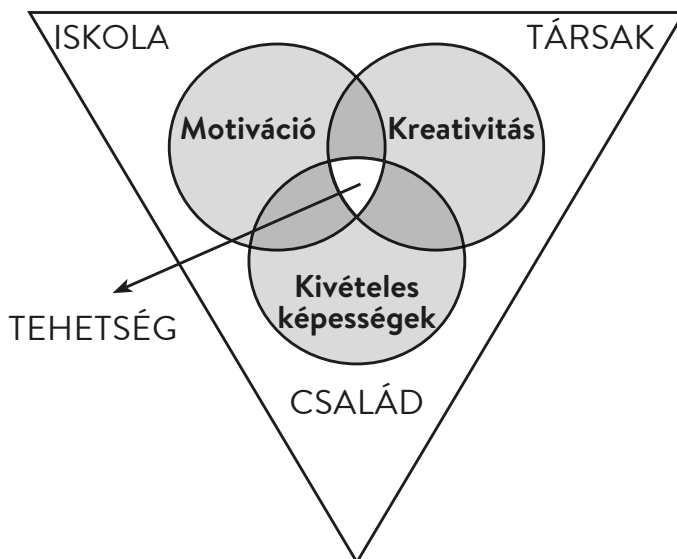 ISKOLA
TÁRSAK
Motiváció
Kreativitás
Kivételes
képességek
TEHETSÉG
CSALÁD